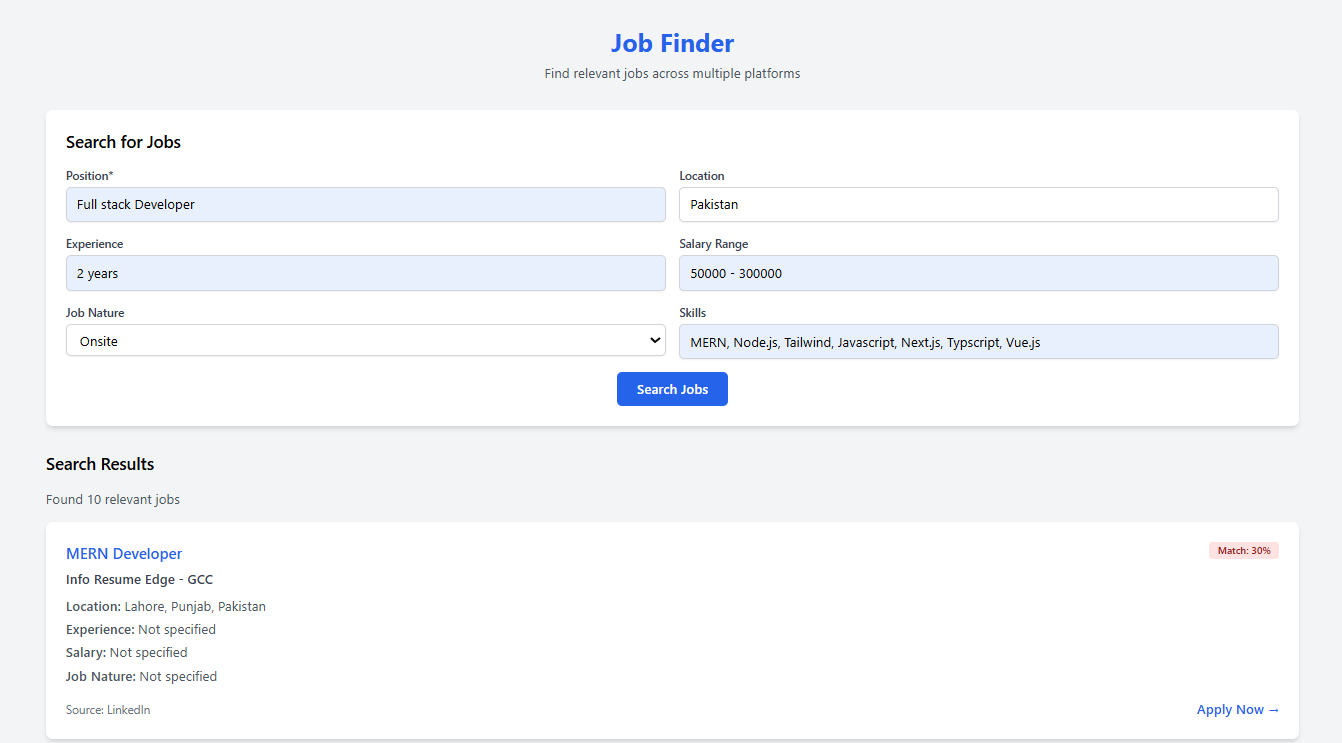 Job Finder
Find relevant jobs across multiple platforms
Search for Jobs
Position*
Location
Full stack Developer
Pakistan
Experience
Salary Range
2 years
50000 - 300000
Job Nature
Skills
Onsite
MERN, Node.js, Tailwind, Javascript, Next.js, Typscript, Vue.js
Search Jobs
Search Results
Found 10 relevant jobs
MERN Developer
Match: 30%
Info Resume Edge - GCC
Location: Lahore, Punjab, Pakistan
Experience: Not specified
Salary: Not specified
Job Nature: Not specified
Source: LinkedIn
Apply Now →